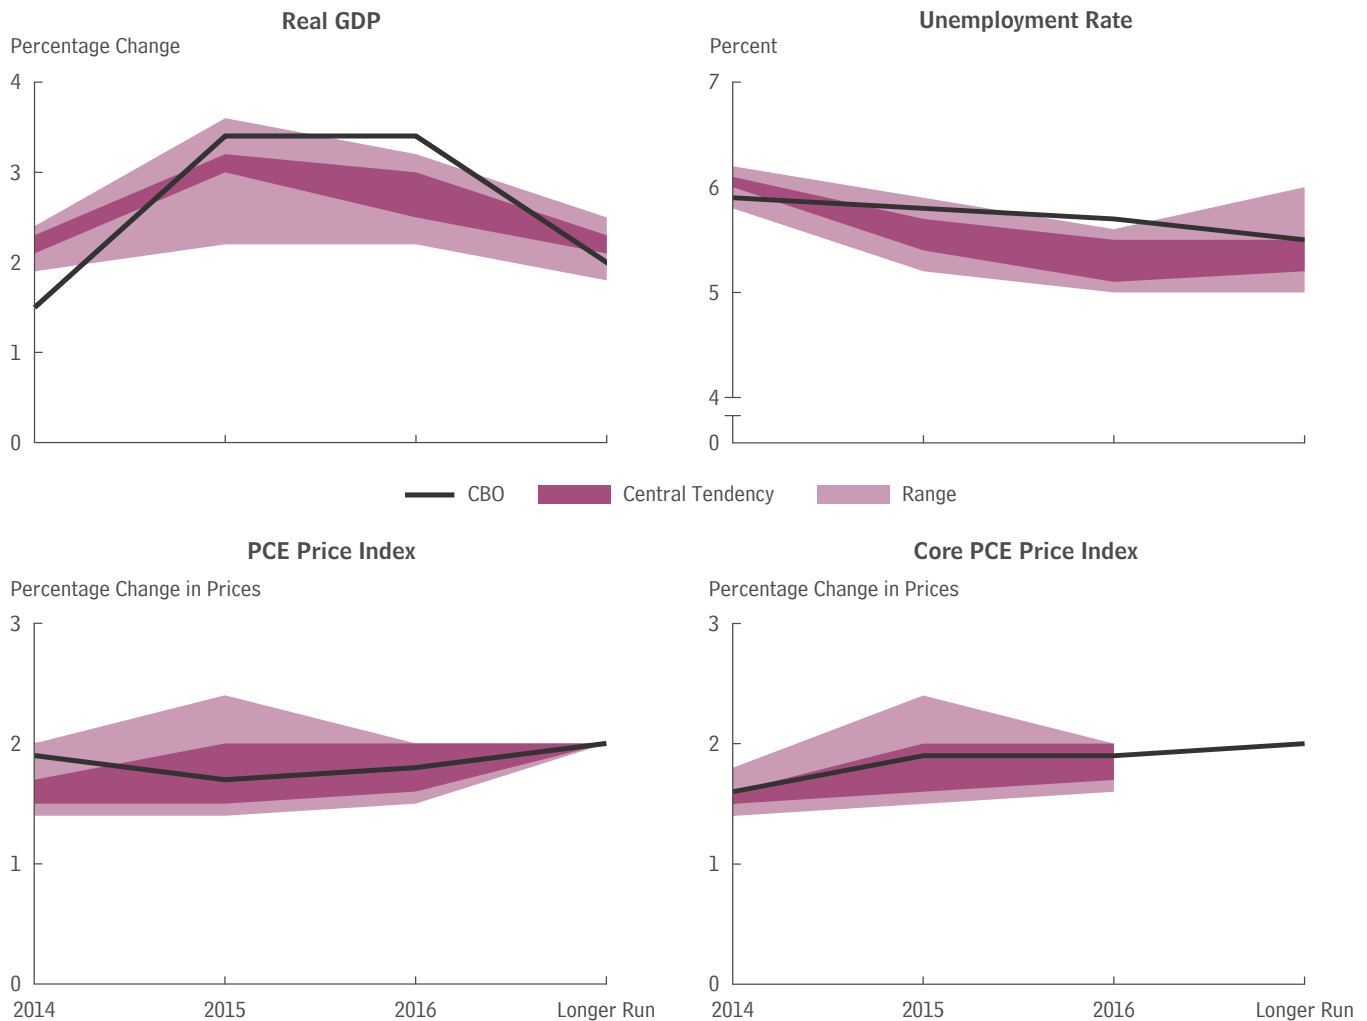 Real GDP
Percentage Change
4
3
2
1
0
Unemployment Rate
Percent
7
6
5
4
0
CBO Central Tendency Range
PCE Price Index
Percentage Change in Prices
3
2
1
0
2014 2015 2016 Longer Run
Core PCE Price Index
Percentage Change in Prices
3
2
1
0
2014 2015 2016 Longer Run